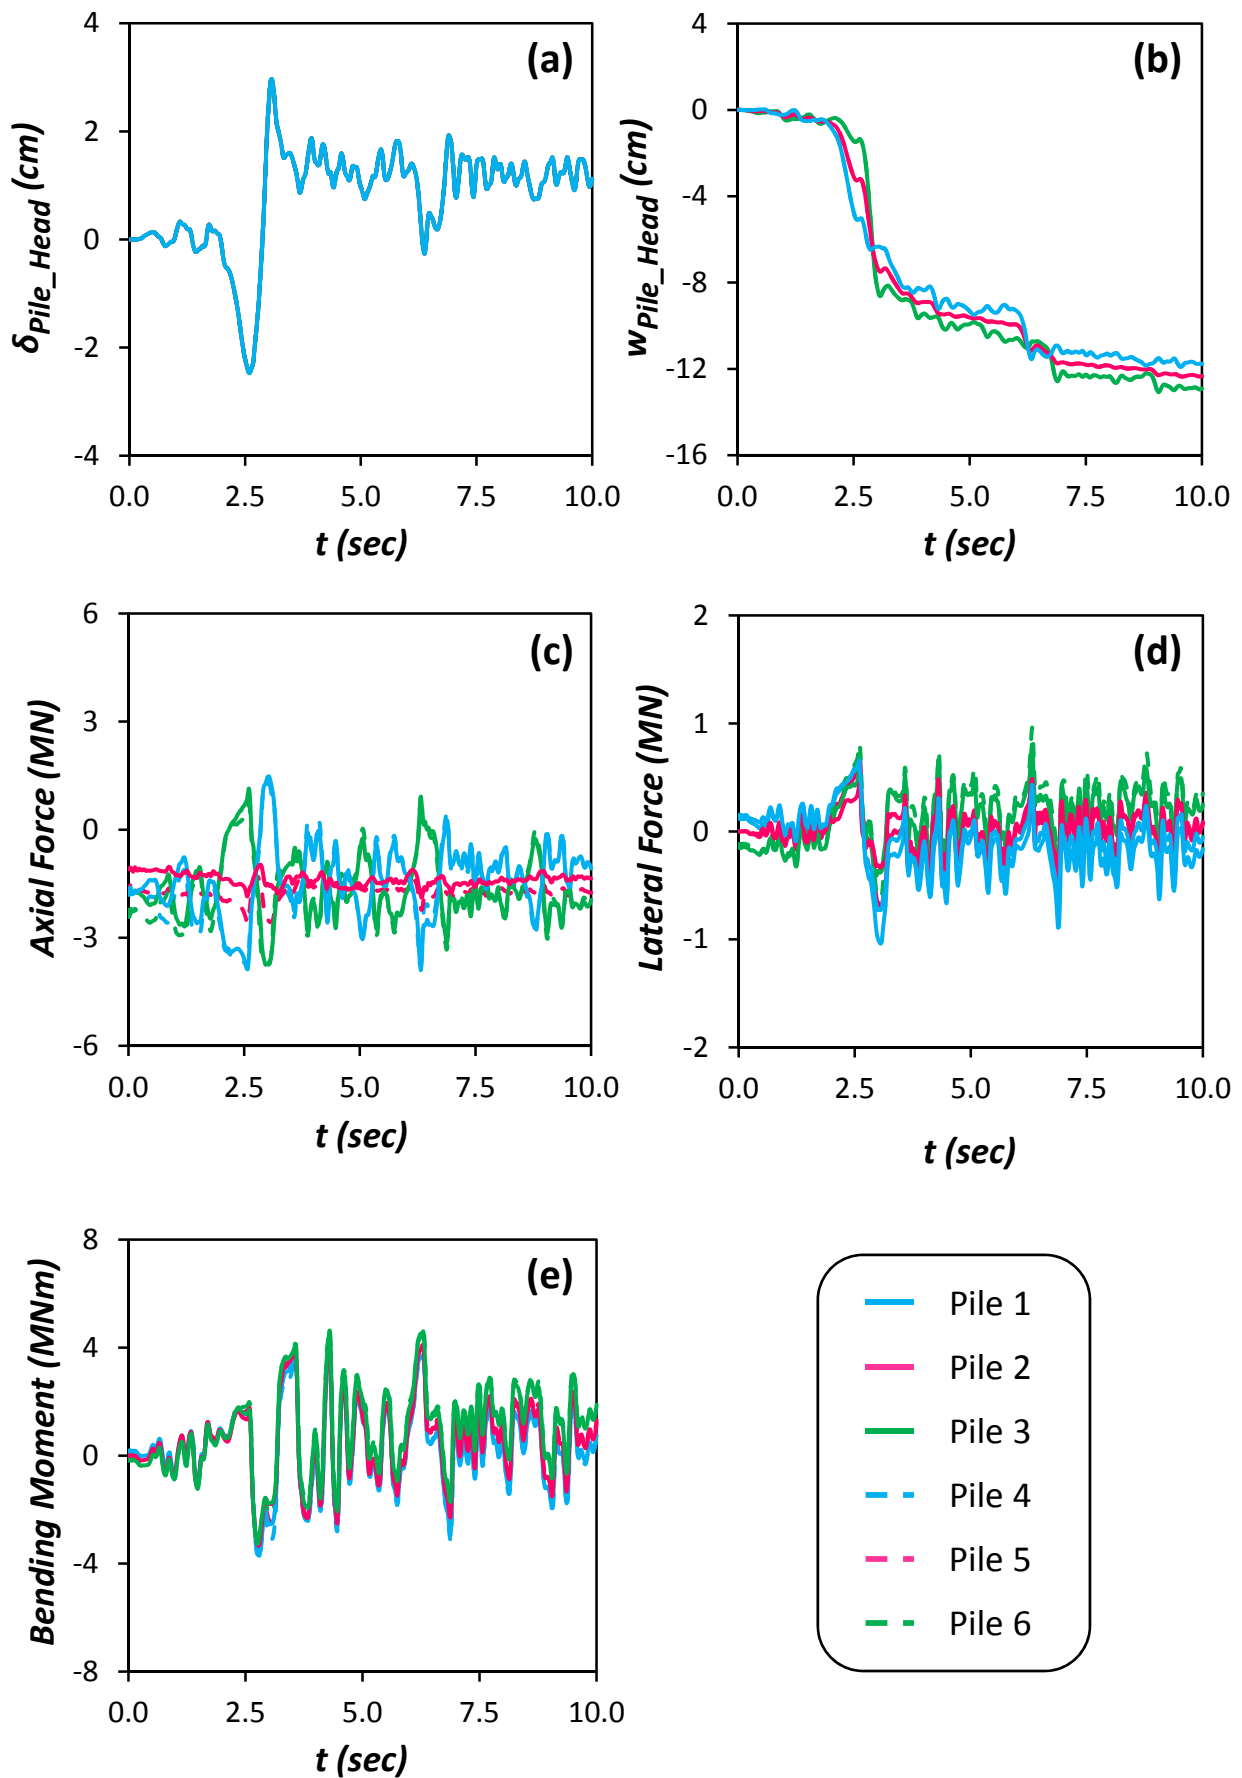 (a)
4
2
0
-2
-4
δPile_Head (cm)
0.0 2.5 5.0 7.5 10.0
t (sec)
(b)
4
0
-4
-8
-12
-16
wPile_Head (cm)
0.0 2.5 5.0 7.5 10.0
t (sec)
(c)
6
3
0
-3
-6
Axial Force (MN)
0.0 2.5 5.0 7.5 10.0
t (sec)
(d)
2
1
0
-1
-2
Lateral Force (MN)
0.0 2.5 5.0 7.5 10.0
t (sec)
(e)
8
4
0
-4
-8
Bending Moment (MNm)
0.0 2.5 5.0 7.5 10.0
t (sec)
Pile 1
Pile 2
Pile 3
Pile 4
Pile 5
Pile 6